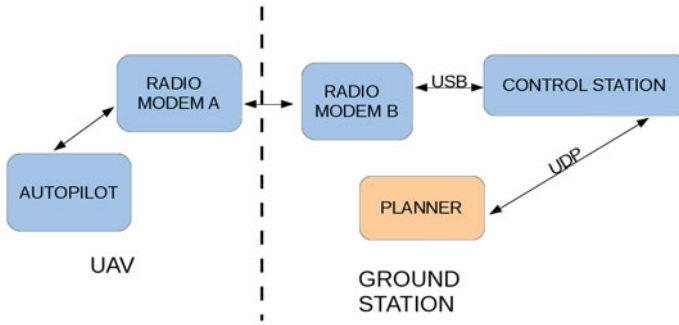 RADIO
MODEM A
AUTOPILOT
UAV
RADIO
MODEM B
USB
CONTROL STATION
UDP
PLANNER
GROUND
STATION